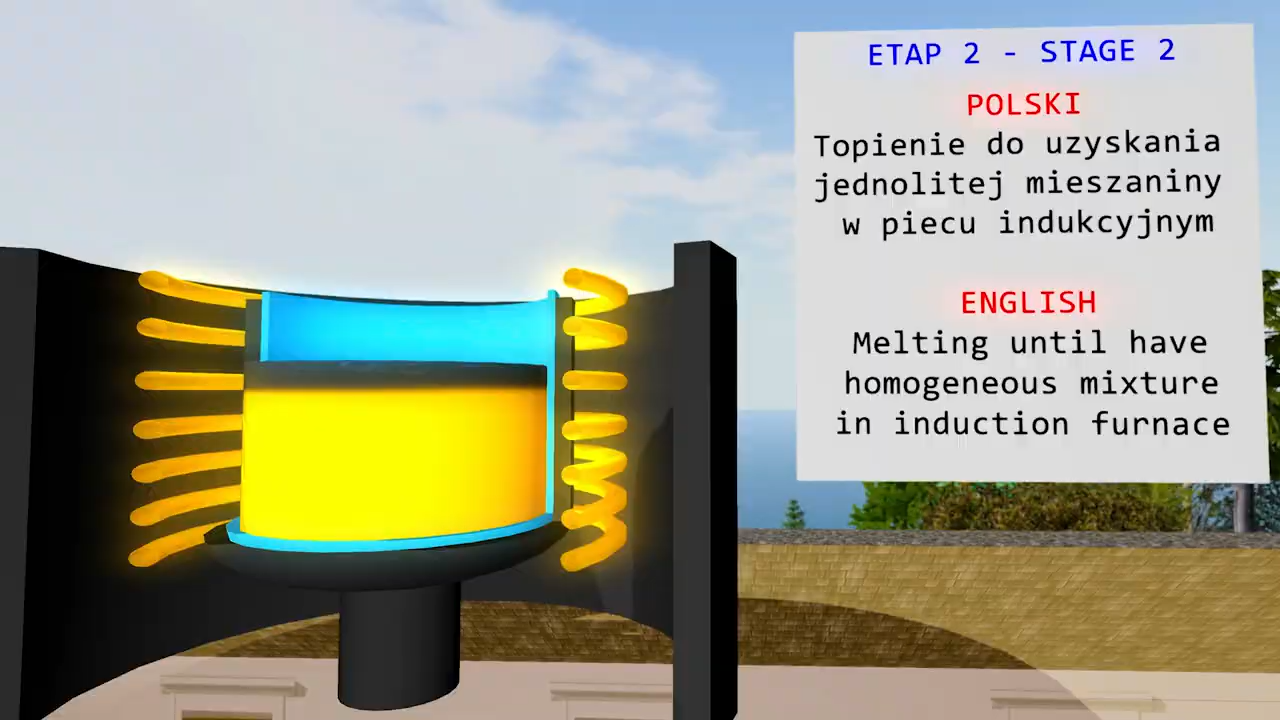 ETAP 2 - STAGE 2
POLSKI
Topienie do uzyskania
jednolitej mieszaniny
w piecu indukcyjnym
ENGLISH
Melting until have
homogeneous mixture
in induction furnace